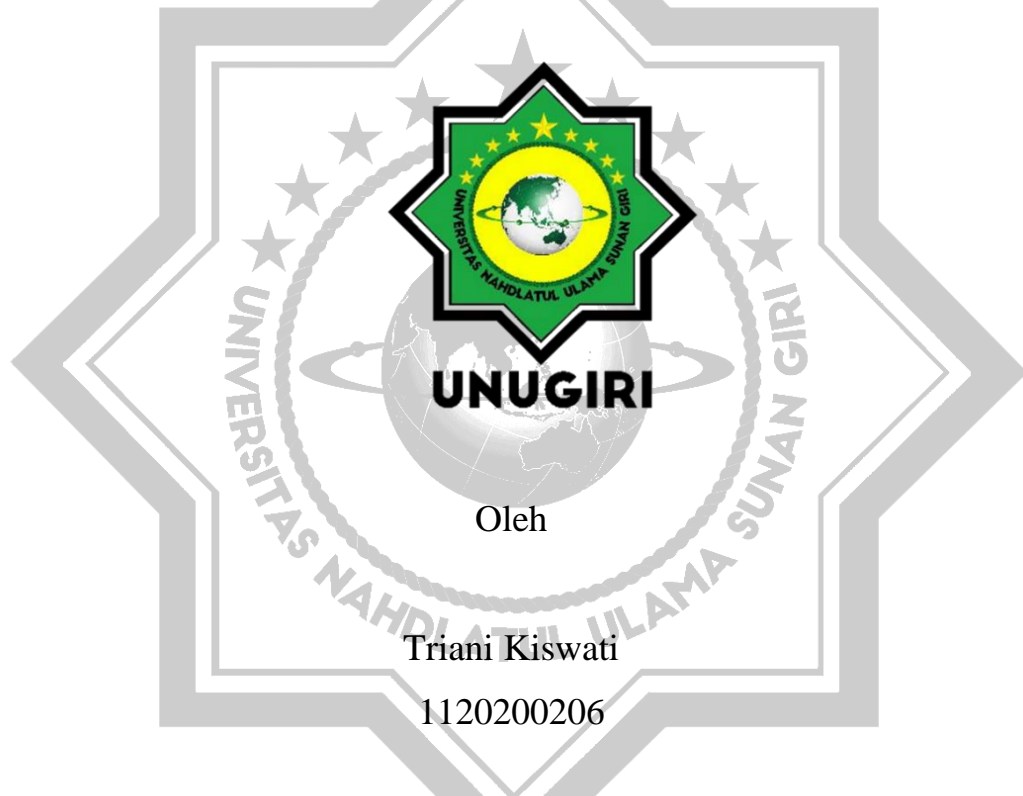 UNIVERSITAS NAHDLATUL ULAMA SUNAN GIRI
UNUGIRI
UNIVERSITAS NAHDLATUL ULAMA SUNAN GIRI
Oleh
Triani Kiswati
1120200206